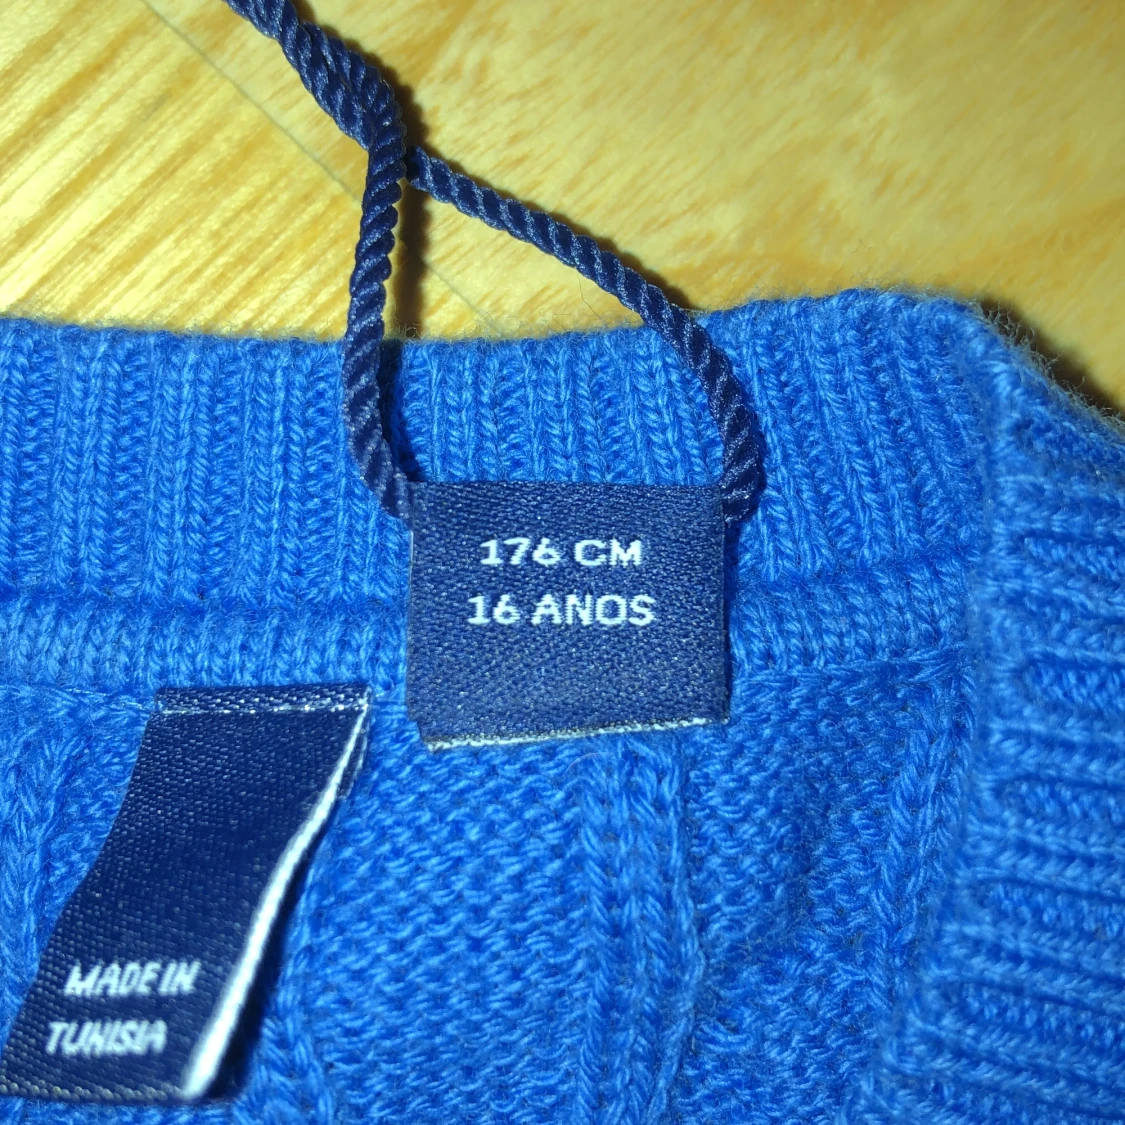 176 CM
16 ANOS
MADE IN
TUNISIA